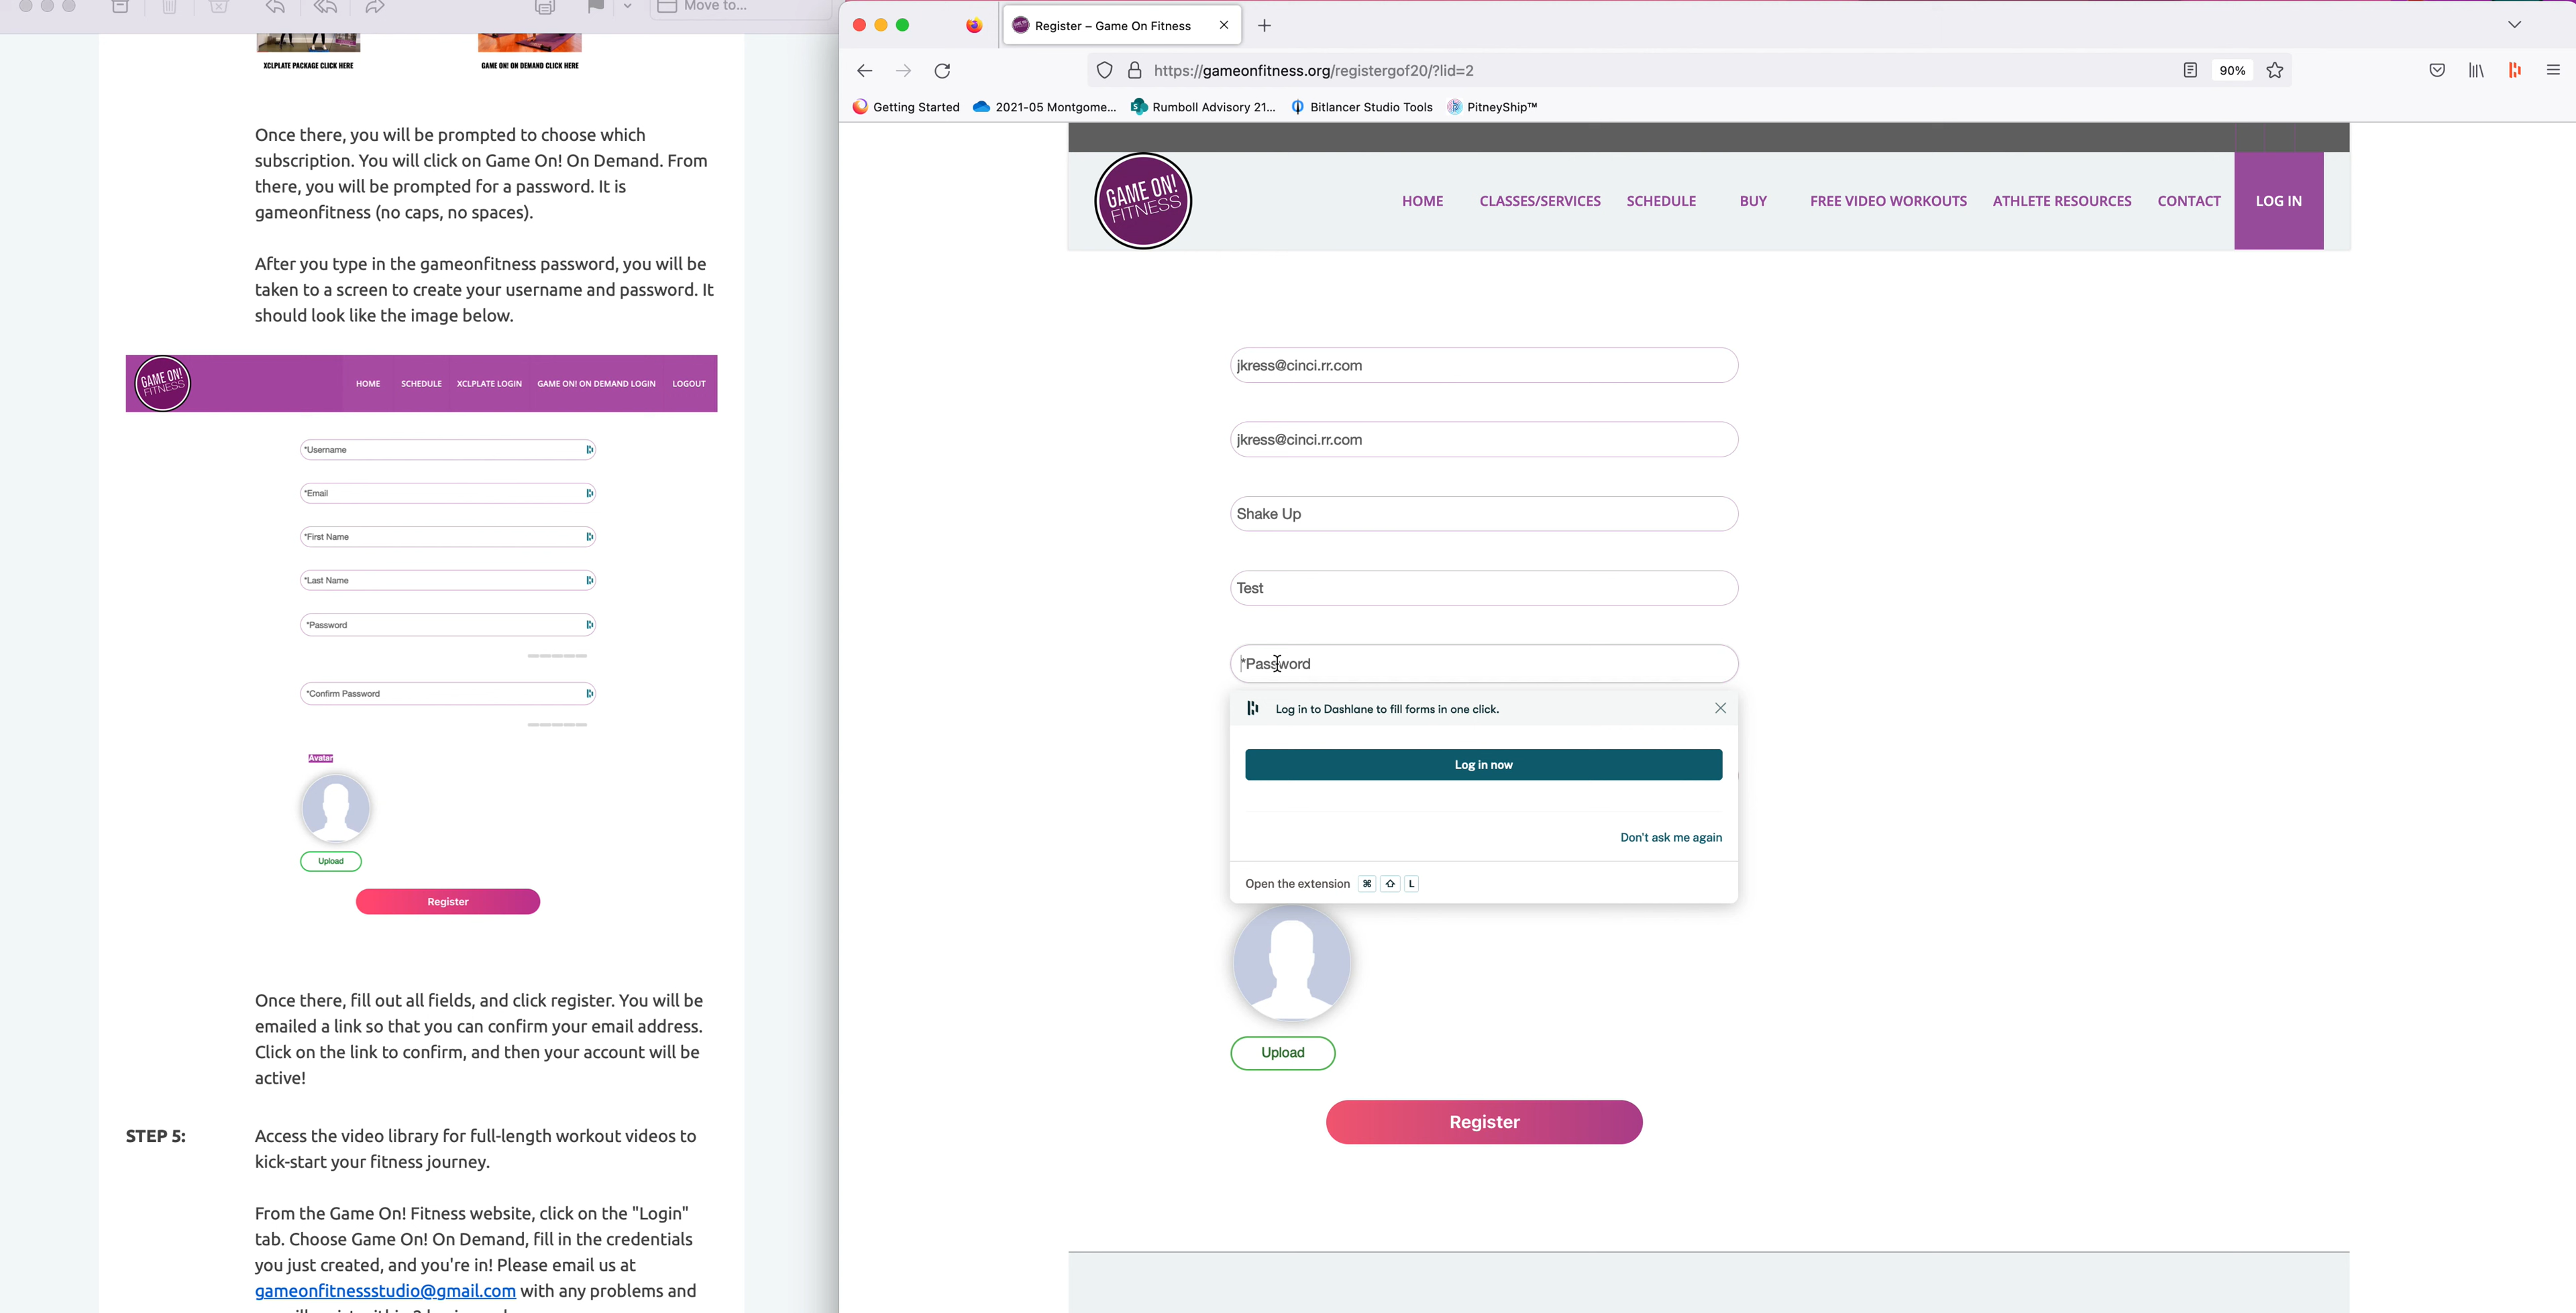 Move to...
XCLPLATE PACKAGE CLICK HERE
GAME ON! ON DEMAND CLICK HERE
Once there, you will be prompted to choose which
subscription. You will click on Game On! On Demand. From
there, you will be prompted for a password. It is
gameonfitness (no caps, no spaces).
After you type in the gameonfitness password, you will be
taken to a screen to create your username and password. It
should look like the image below.
GAME ON!
FITNESS
HOME
SCHEDULE
XCLPLATE LOGIN
GAME ON! ON DEMAND LOGIN
LOGOUT
*Username
*Email
*First Name
*Last Name
*Password
*Confirm Password
Avatar
Upload
Register
Once there, fill out all fields, and click register. You will be
emailed a link so that you can confirm your email address.
Click on the link to confirm, and then your account will be
active!
STEP 5:
Access the video library for full-length workout videos to
kick-start your fitness journey.
From the Game On! Fitness website, click on the "Login"
tab. Choose Game On! On Demand, fill in the credentials
you just created, and you're in! Please email us at
gameonfitnessstudio@gmail.com with any problems and
Register – Game On Fitness
https://gameonfitness.org/registergof20/?lid=2
90%
Getting Started
2021-05 Montgome...
Rumboll Advisory 21...
Bitlancer Studio Tools
PitneyShip™
GAME ON!
FITNESS
HOME
CLASSES/SERVICES
SCHEDULE
BUY
FREE VIDEO WORKOUTS
ATHLETE RESOURCES
CONTACT
LOG IN
jkress@cinci.rr.com
jkress@cinci.rr.com
Shake Up
Test
*Password
Log in to Dashlane to fill forms in one click.
Log in now
Don't ask me again
Open the extension ⌘ ⇧ L
Upload
Register